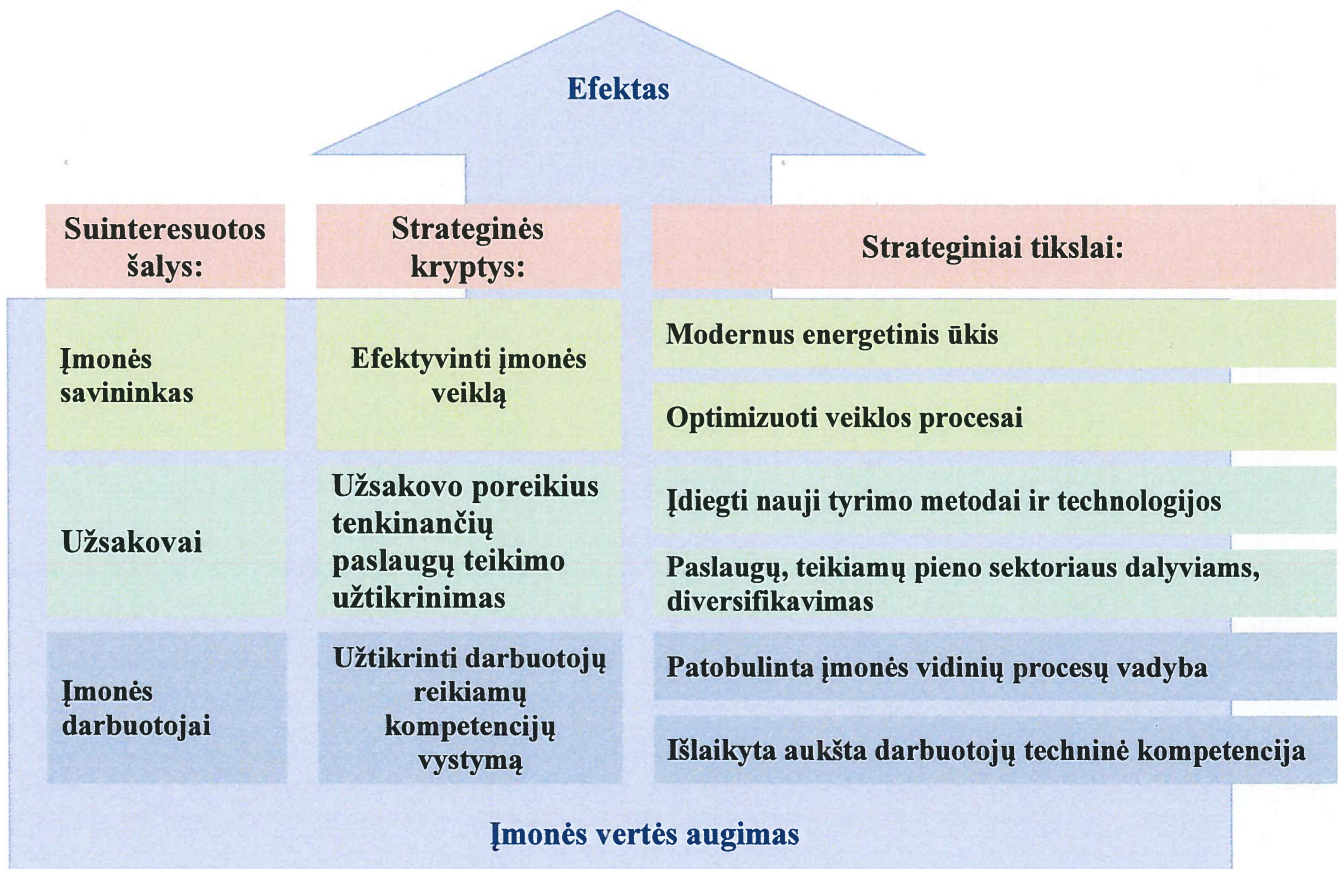 Efektas
Suinteresuotos
šalys:
Strateginės
kryptys:
Strateginiai tikslai:
Įmonės
savininkas
Efektyvinti įmonės
veiklą
Modernus energetinis ūkis
Optimizuoti veiklos procesai
Užsakovai
Užsakovo poreikius
tenkinančių
paslaugų teikimo
užtikrinimas
Įdiegti nauji tyrimo metodai ir technologijos
Paslaugų, teikiamų pieno sektoriaus dalyviams,
diversifikavimas
Įmonės
darbuotojai
Užtikrinti darbuotojų
reikiamų
kompetencijų
vystymą
Patobulinta įmonės vidinių procesų vadyba
Išlaikyta aukšta darbuotojų techninė kompetencija
Įmonės vertės augimas